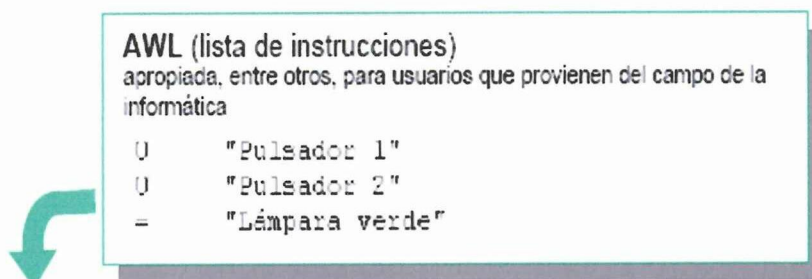 AWL (lista de instrucciones)
apropiada, entre otros, para usuarios que provienen del campo de la
informática
U "Pulsador 1"
U "Pulsador 2"
= "Lámpara verde"